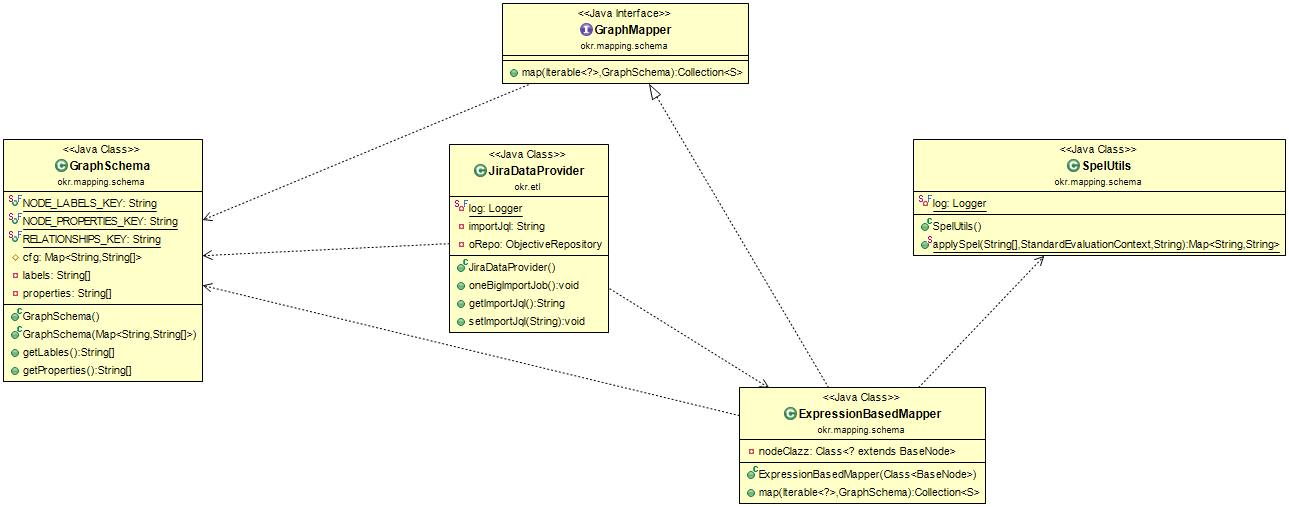 <<Java Interface>>
GraphMapper
okr.mapping.schema
map(Iterable<?>,GraphSchema):Collection<S>
<<Java Class>>
GraphSchema
okr.mapping.schema
NODE_LABELS_KEY: String
NODE_PROPERTIES_KEY: String
RELATIONSHIPS_KEY: String
cfg: Map<String,String[]>
labels: String[]
properties: String[]
GraphSchema()
GraphSchema(Map<String,String[]>)
getLables():String[]
getProperties():String[]
<<Java Class>>
JiraDataProvider
okr.etl
log: Logger
importJql: String
oRepo: ObjectiveRepository
JiraDataProvider()
oneBigImportJob():void
getImportJql():String
setImportJql(String):void
<<Java Class>>
SpelUtils
okr.mapping.schema
log: Logger
SpelUtils()
applySpel(String[],StandardEvaluationContext,String):Map<String,String>
<<Java Class>>
ExpressionBasedMapper
okr.mapping.schema
nodeClazz: Class<? extends BaseNode>
ExpressionBasedMapper(Class<BaseNode>)
map(Iterable<?>,GraphSchema):Collection<S>